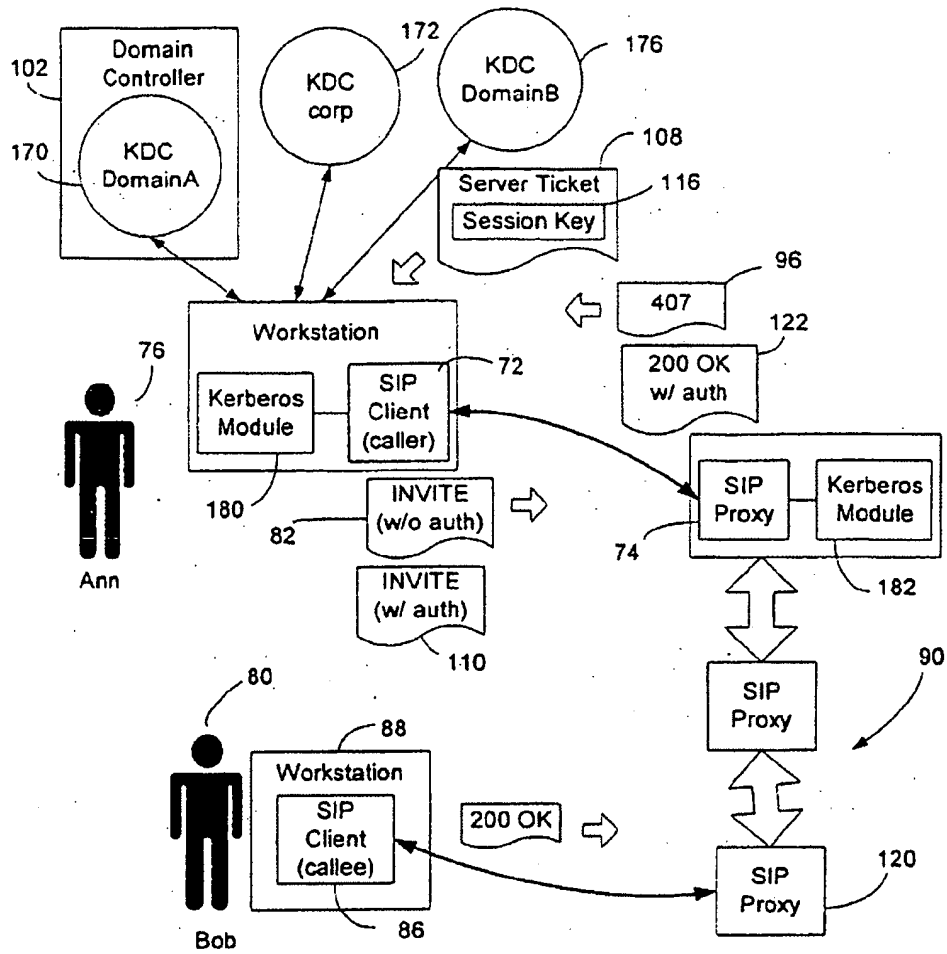 Domain
Controller
102
KDC
DomainA
170
KDC
corp
172
KDC
DomainB
176
108
Server Ticket
116
Session Key
96
407
122
200 OK
w/ auth
Workstation
72
Kerberos
Module
SIP
Client
(caller)
76
180
Ann
82
INVITE
(w/o auth)
INVITE
(w/ auth)
110
SIP
Proxy
Kerberos
Module
74
182
90
SIP
Proxy
80
88
Workstation
SIP
Client
(callee)
86
Bob
200 OK
SIP
Proxy
120